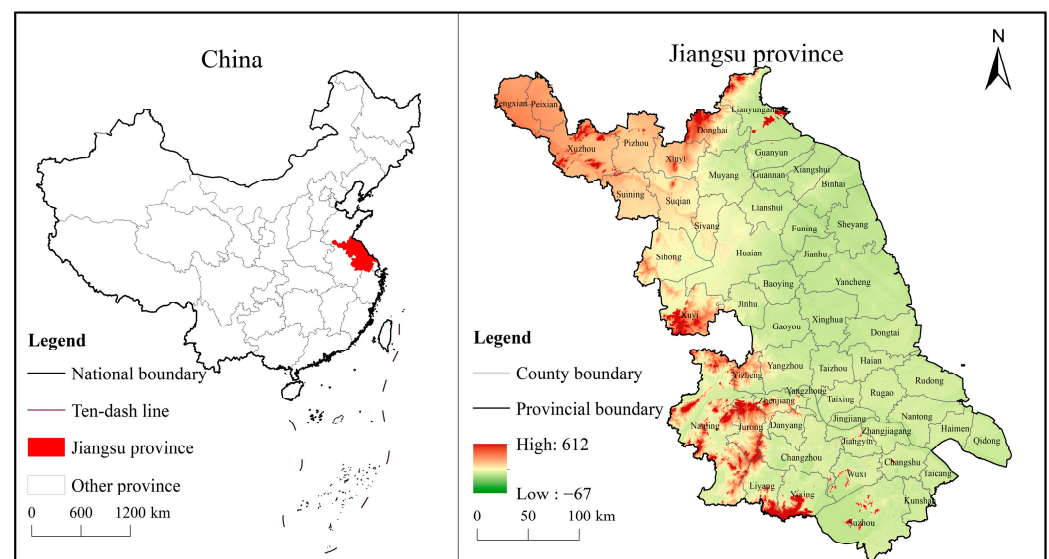 China
Legend
National boundary
Ten-dash line
Jiangsu province
Other province
0 600 1200 km
Jiangsu province
N
engxian
Peixian
Xuzhou
Pizhou
Xinyi
Donghai
Lianyungan
Guanyun
Guannan
Xiangshui
Binhai
Muyang
Suining
Suqian
Lianshui
Siyang
Funing
Sheyang
Sihong
Huaian
Jianhu
Baoying
Yancheng
Xuyi
Jinhu
Gaoyou
Xinghua
Dongtai
Yizheng
Yangzhou
Taizhou
Haian
Rudong
Yangzhong
Zhenjiang
Taixing
Rugao
Nanjing
Jurong
Danyang
Jingjiang
Nantong
Zhangjiagang
Haimen
Jiangyin
Qidong
Changzhou
Changshu
Wuxi
Taicang
Liyang
Yixing
Kunshan
Suzhou
Legend
County boundary
Provincial boundary
High: 612
Low : −67
0 50 100 km